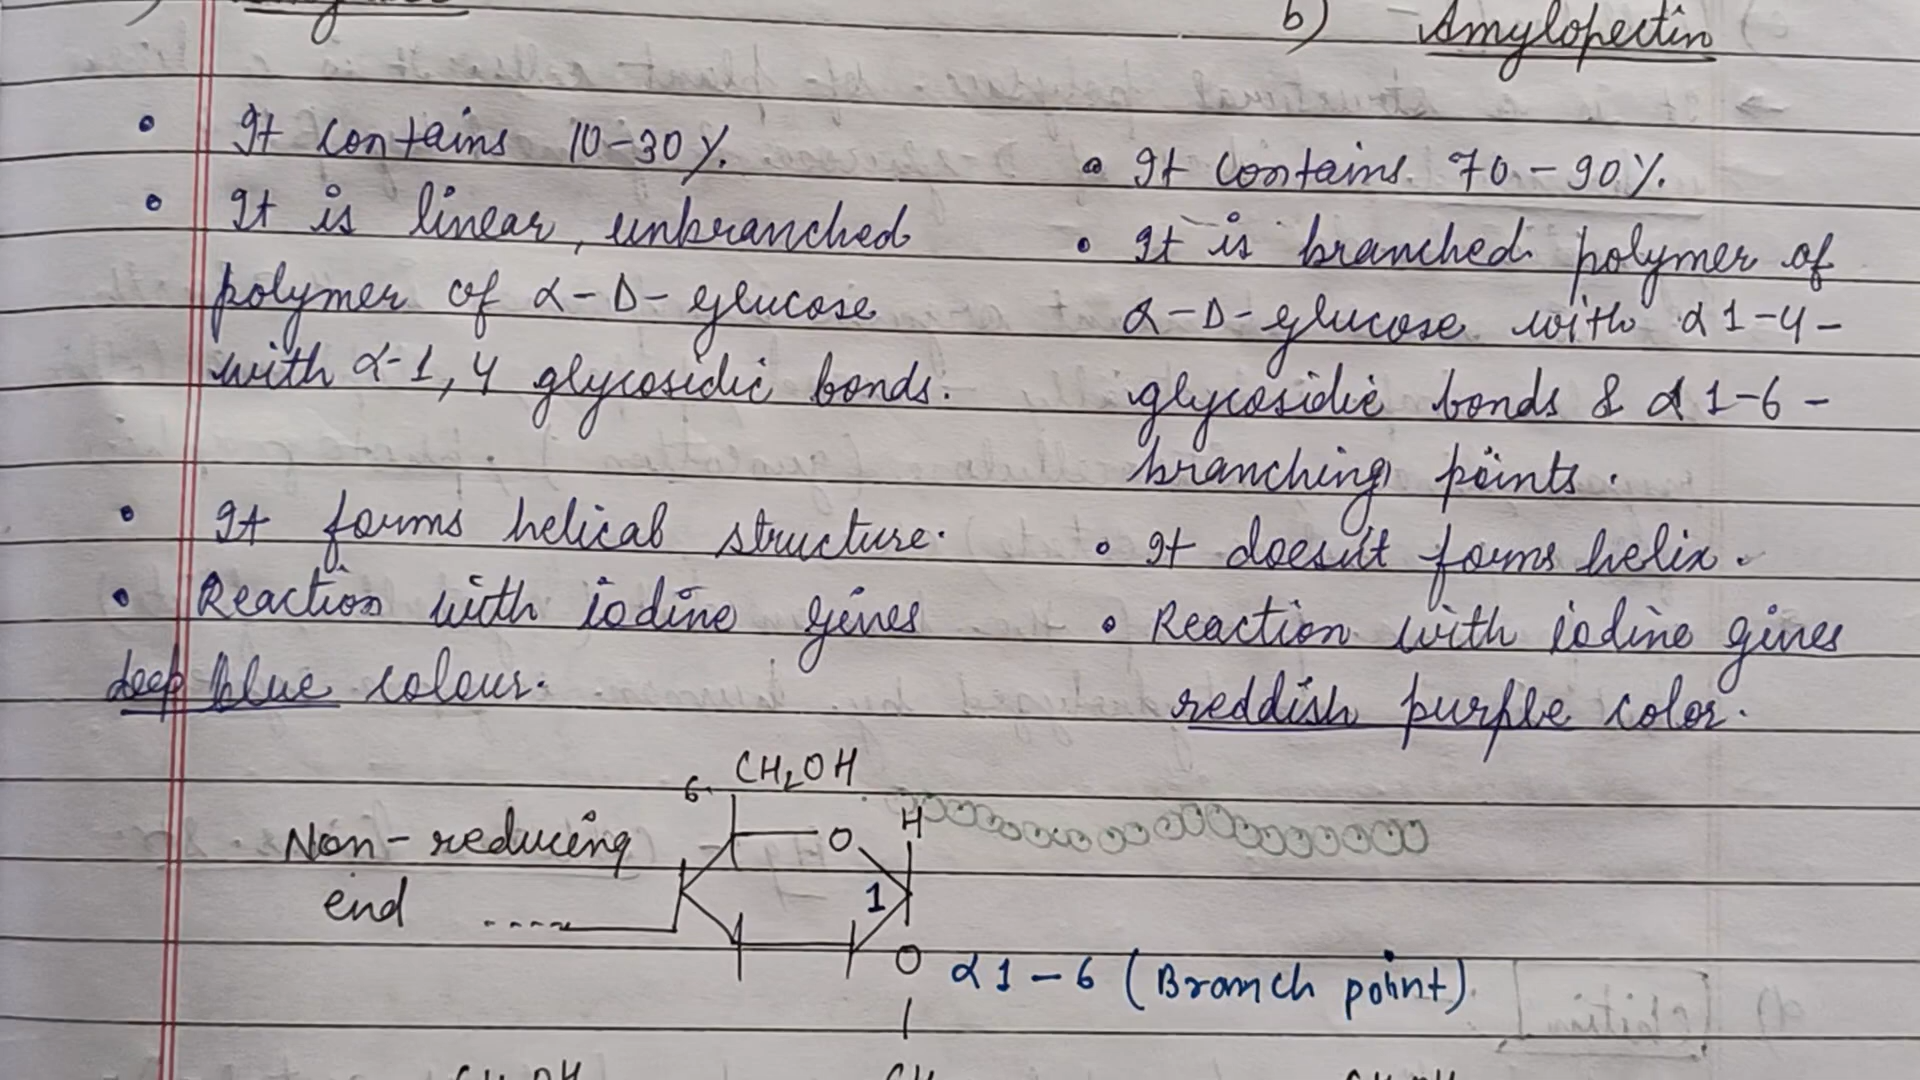 b) Amylopectin
• It contains 10-30%.
• It is linear, unbranched
polymer of α-D-glucose
with α-1,4 glycosidic bonds.
• It forms helical structure.
• Reaction with iodine gives
deep blue colour.
• It contains 70-90%.
• It is branched polymer of
α-D-glucose with α1-4-
glycosidic bonds & α1-6-
branching points.
• It doesn't forms helix.
• Reaction with iodine gives
reddish purple color.
6 CH₂OH
H
O
Non-reducing
end .....
1
O α1-6 (Branch point)